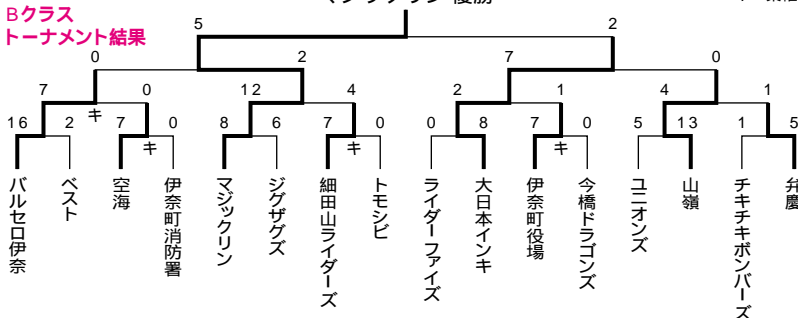 Bクラス
トーナメント結果
5 2
0 2 7 0
7 0 12 4 2 1 4 1
キ
16 2 7 0 8 6 7 0 0 8 7 0 5 13 1 5
キ キ キ
バルセロ伊奈
ベスト
空海
伊奈町消防署
マジックリン
ジグザグズ
細田山ライダーズ
トモシビ
ライダーファイズ
大日本インキ
伊奈町役場
今橋ドラゴンズ
ユニオンズ
山嶺
チキチキボンバーズ
弁慶